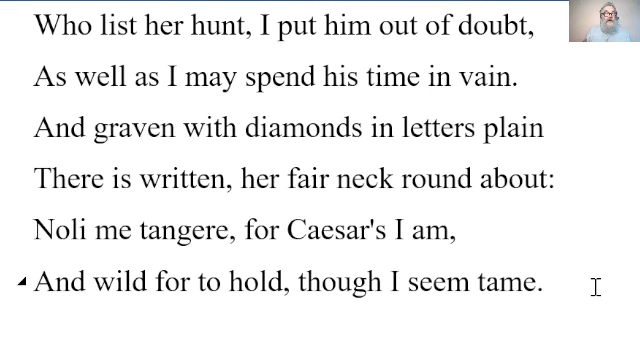 Who list her hunt, I put him out of doubt,
As well as I may spend his time in vain.
And graven with diamonds in letters plain
There is written, her fair neck round about:
Noli me tangere, for Caesar's I am,
And wild for to hold, though I seem tame.